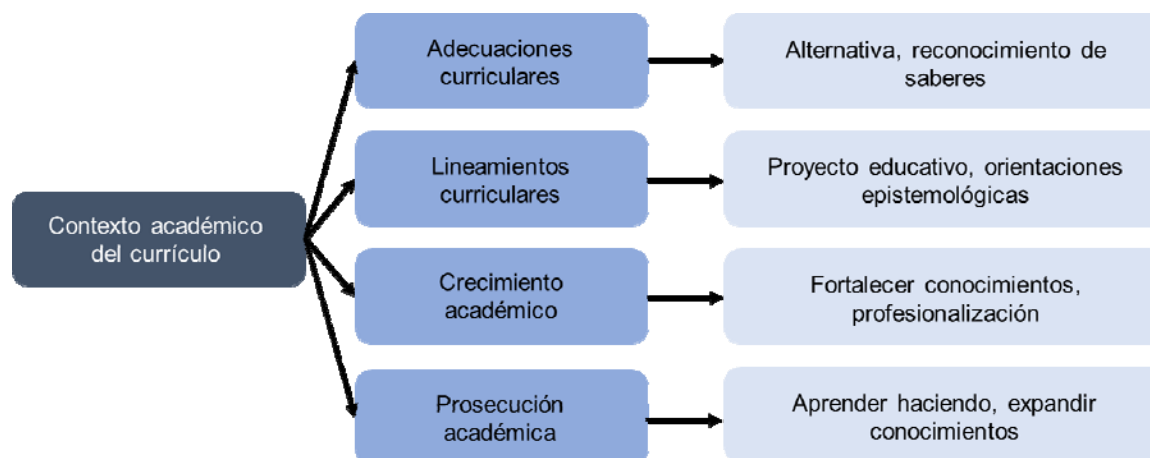 Contexto académico
del currículo
Adecuaciones
curriculares
Alternativa, reconocimiento de
saberes
Lineamientos
curriculares
Proyecto educativo, orientaciones
epistemológicas
Crecimiento
académico
Fortalecer conocimientos,
profesionalización
Prosecución
académica
Aprender haciendo, expandir
conocimientos